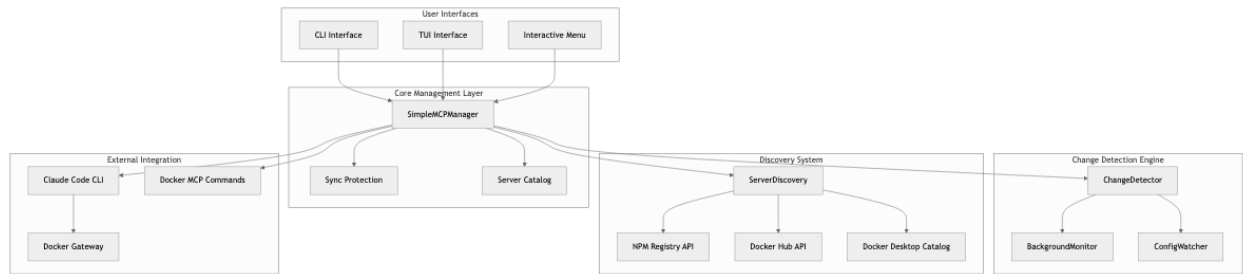 User Interfaces
CLI Interface
TUI Interface
Interactive Menu
Core Management Layer
SimpleMCPManager
Sync Protection
Server Catalog
External Integration
Claude Code CLI
Docker MCP Commands
Docker Gateway
Discovery System
ServerDiscovery
NPM Registry API
Docker Hub API
Docker Desktop Catalog
Change Detection Engine
ChangeDetector
BackgroundMonitor
ConfigWatcher